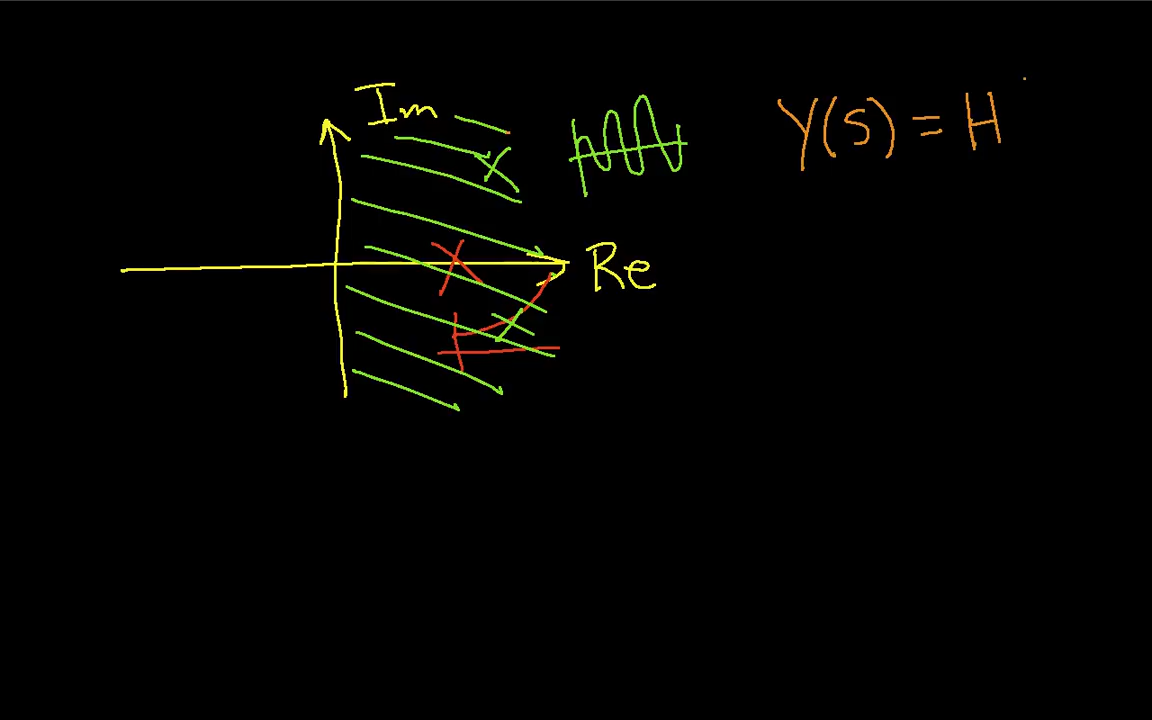 Im
Y(S) = H
Re